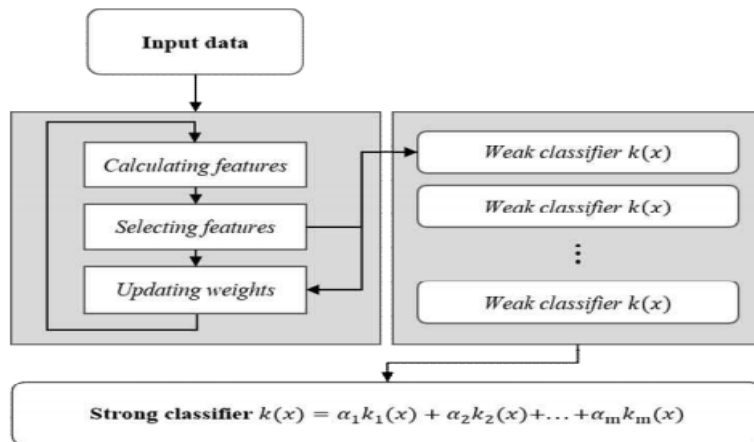 Input data
Calculating features
Selecting features
Updating weights
Weak classifier k(x)
Weak classifier k(x)
⋮
Weak classifier k(x)
Strong classifier k(x) = α₁k₁(x) + α₂k₂(x)+...+αₘkₘ(x)